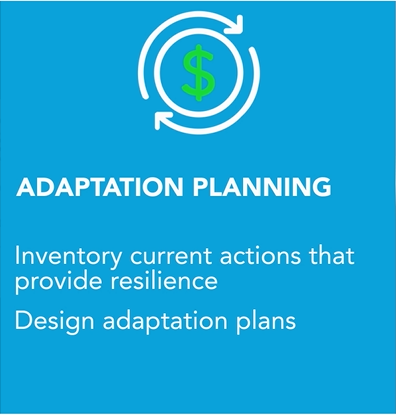 $
ADAPTATION PLANNING
Inventory current actions that
provide resilience
Design adaptation plans